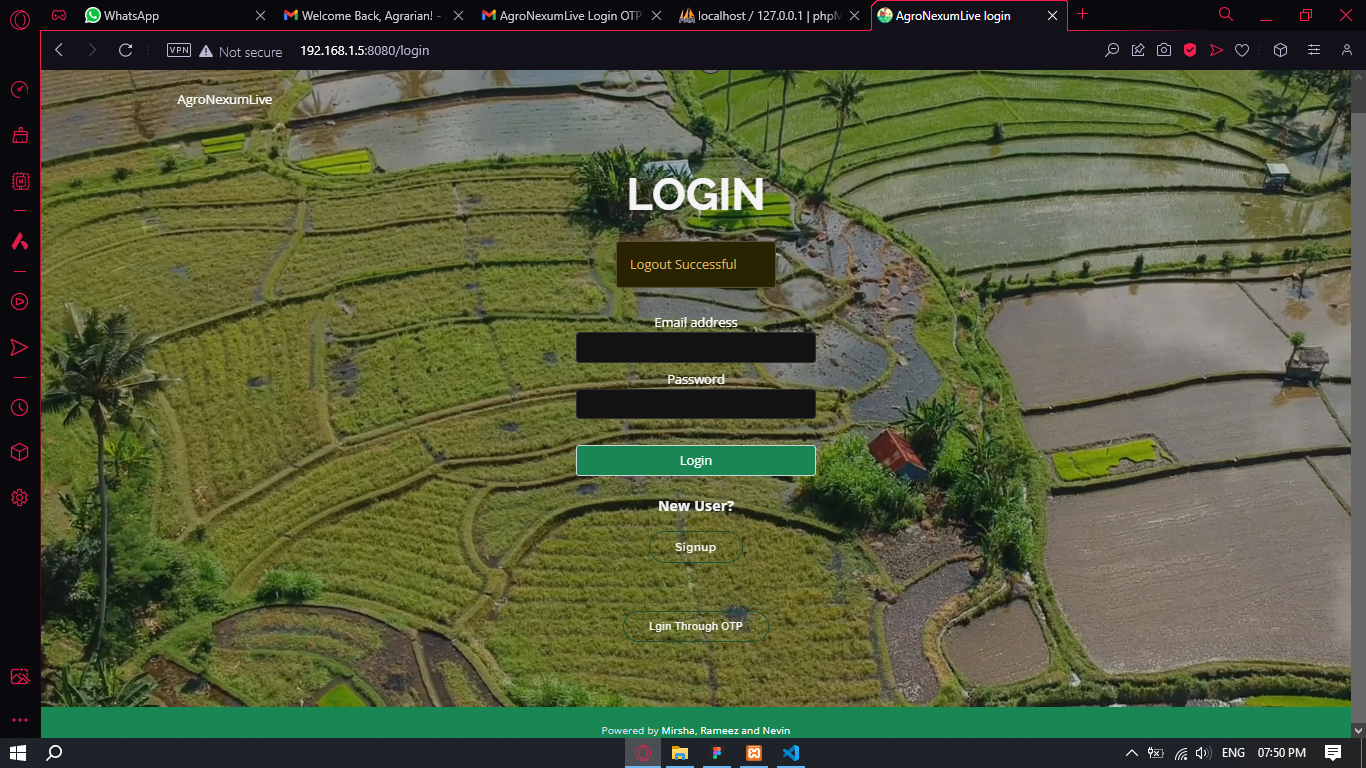 WhatsApp
Welcome Back, Agrarian! -
AgroNexumLive Login OTP
localhost / 127.0.0.1 | phpM
AgroNexumLive login
VPN
Not secure
192.168.1.5:8080/login
AgroNexumLive
LOGIN
Logout Successful
Email address
Password
Login
New User?
Signup
Lgin Through OTP
Powered by Mirsha, Rameez and Nevin
ENG
07:50 PM